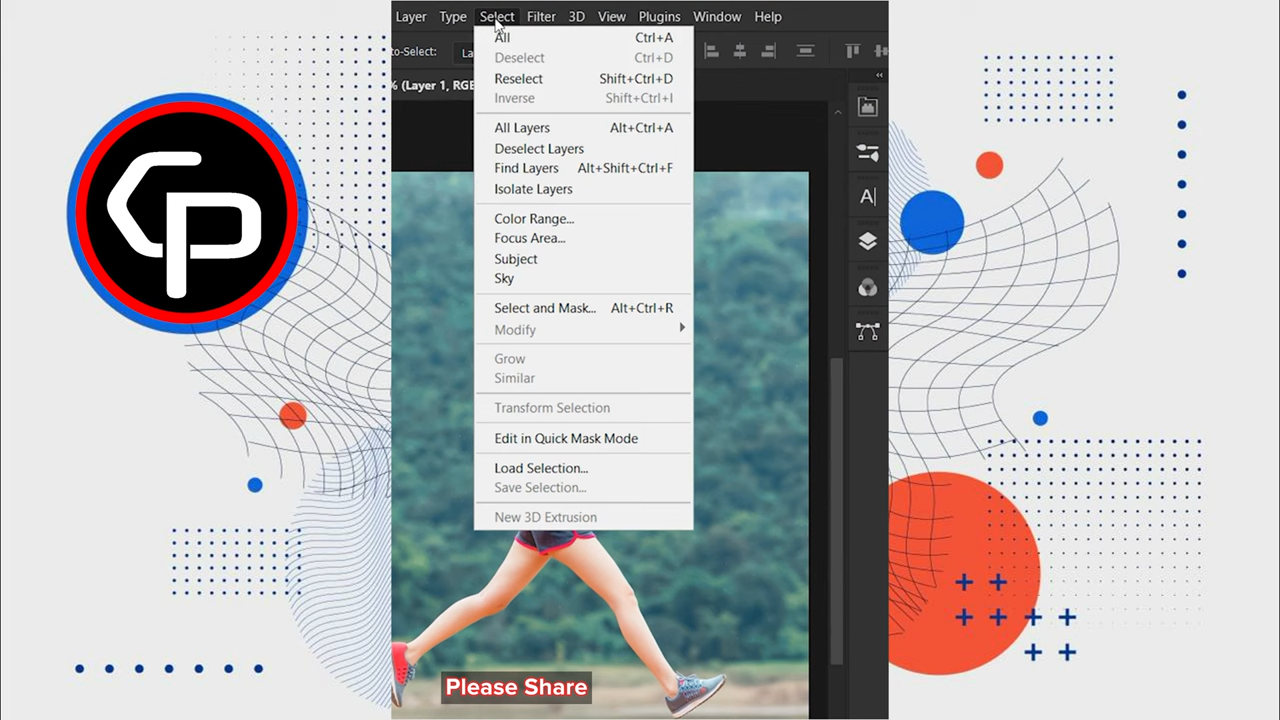 Layer Type Select Filter 3D View Plugins Window Help
to-Select: La
% (Layer 1, RGB
All Ctrl+A
Deselect Ctrl+D
Reselect Shift+Ctrl+D
Inverse Shift+Ctrl+I
All Layers Alt+Ctrl+A
Deselect Layers
Find Layers Alt+Shift+Ctrl+F
Isolate Layers
Color Range...
Focus Area...
Subject
Sky
Select and Mask... Alt+Ctrl+R
Modify
Grow
Similar
Transform Selection
Edit in Quick Mask Mode
Load Selection...
Save Selection...
New 3D Extrusion
Please Share
CP